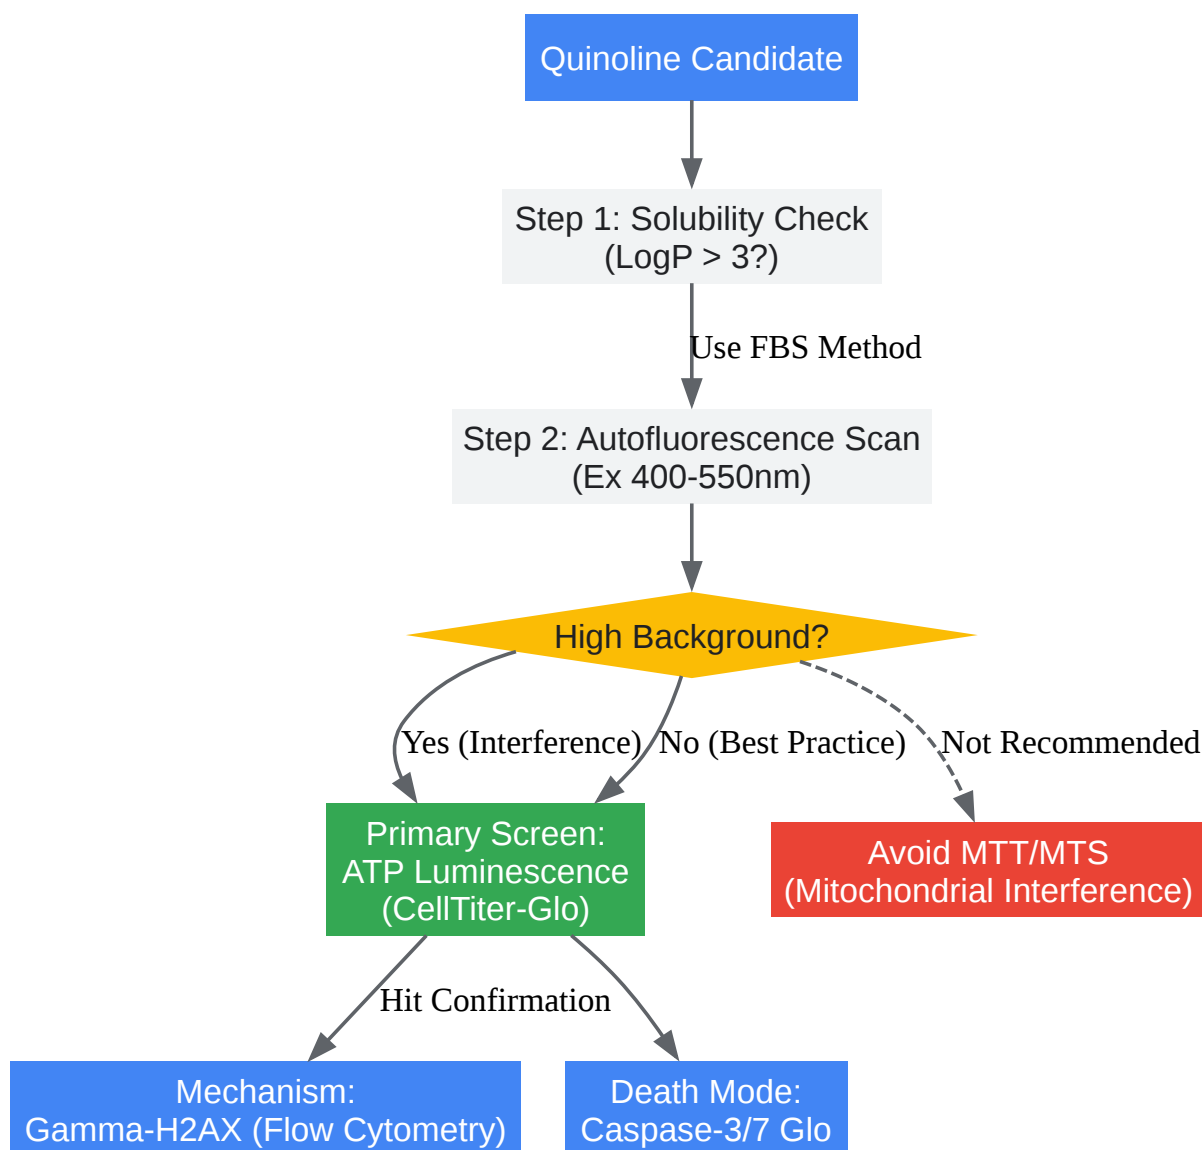 Quinoline Candidate
Step 1: Solubility Check
(LogP > 3?)
Use FBS Method
Step 2: Autofluorescence Scan
(Ex 400-550nm)
High Background?
Yes (Interference)
No (Best Practice)
Not Recommended
Primary Screen:
ATP Luminescence
(CellTiter-Glo)
Avoid MTT/MTS
(Mitochondrial Interference)
Hit Confirmation
Mechanism:
Gamma-H2AX (Flow Cytometry)
Death Mode:
Caspase-3/7 Glo